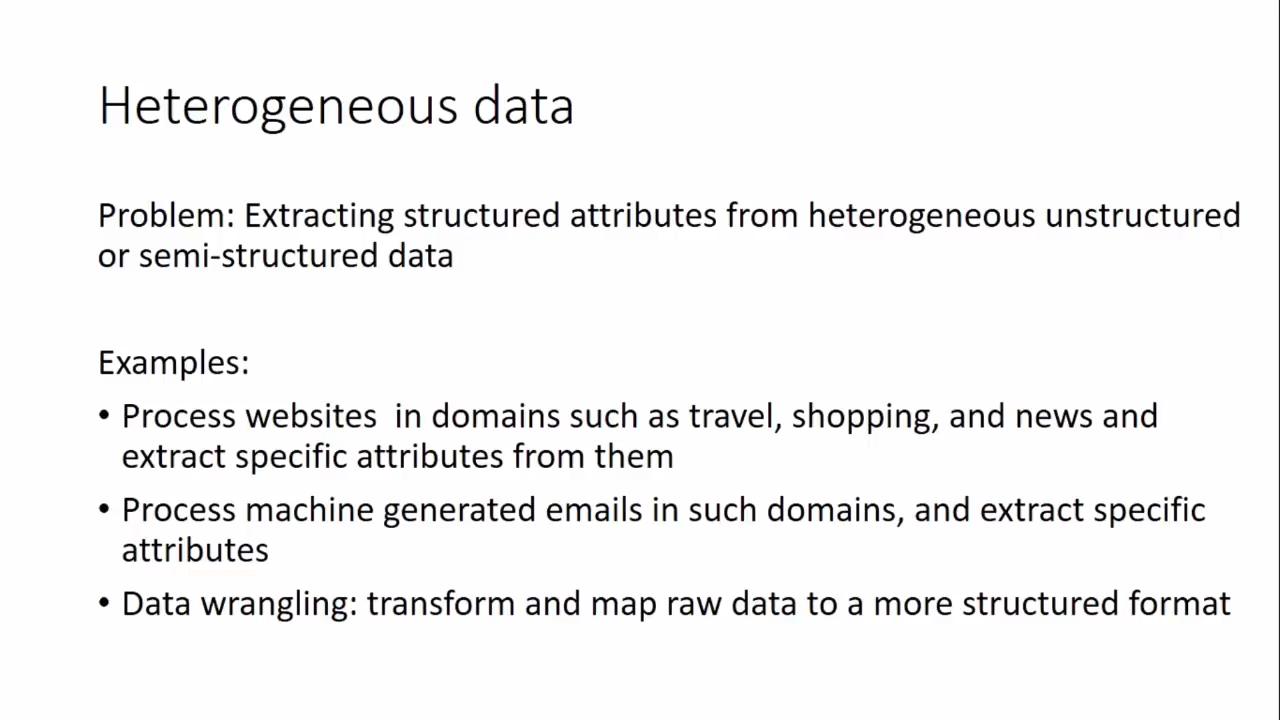 Heterogeneous data
Problem: Extracting structured attributes from heterogeneous unstructured
or semi-structured data
Examples:
• Process websites  in domains such as travel, shopping, and news and
extract specific attributes from them
• Process machine generated emails in such domains, and extract specific
attributes
• Data wrangling: transform and map raw data to a more structured format